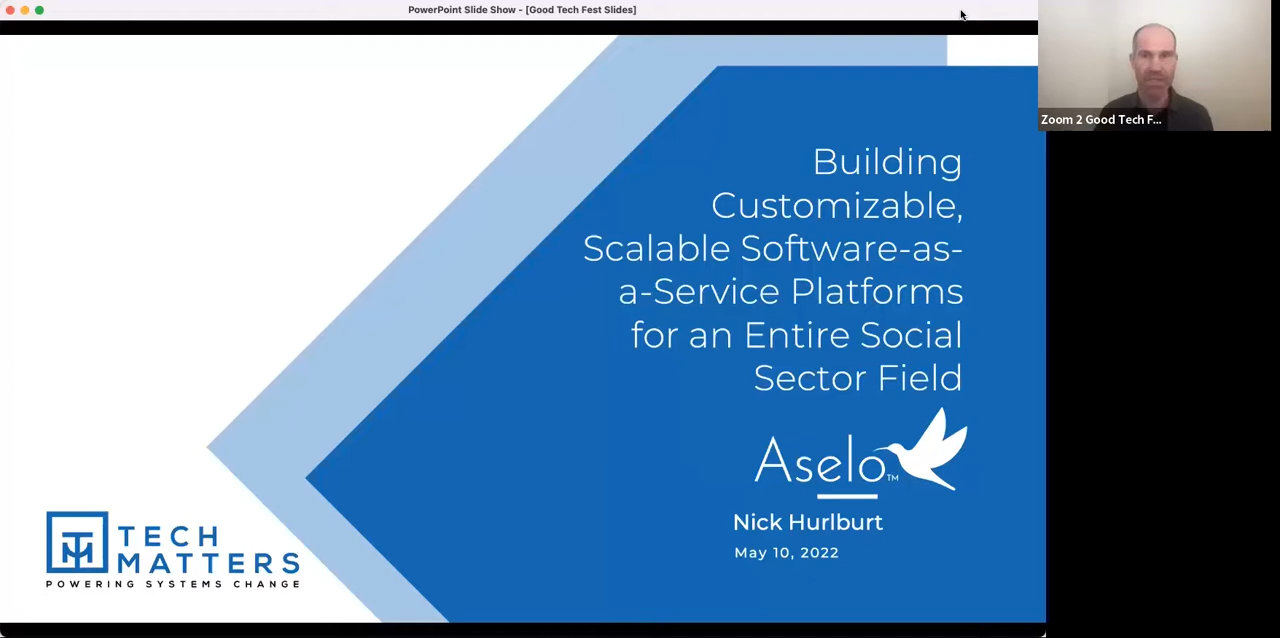 PowerPoint Slide Show - [Good Tech Fest Slides]
Zoom 2 Good Tech F...
Building
Customizable,
Scalable Software-as-
a-Service Platforms
for an Entire Social
Sector Field
Aselo™
Nick Hurlburt
May 10, 2022
TM
TECH
MATTERS
POWERING SYSTEMS CHANGE